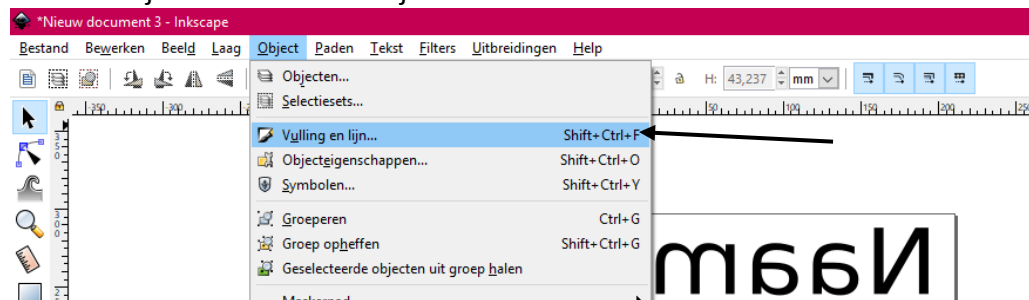 *Nieuw document 3 - Inkscape
Bestand Bewerken Beeld Laag Object Paden Tekst Filters Uitbreidingen Help
H: 43,237 mm
Objecten...
Selectiesets...
Vulling en lijn... Shift+Ctrl+F
Objecteigenschappen... Shift+Ctrl+O
Symbolen... Shift+Ctrl+Y
Groeperen Ctrl+G
Groep opheffen Shift+Ctrl+G
Geselecteerde objecten uit groep halen
Naam